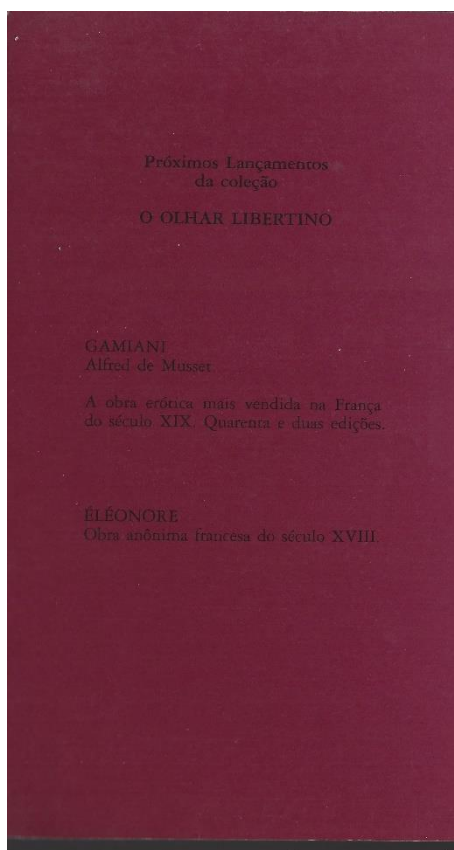 Próximos Lançamentos
da coleção
O OLHAR LIBERTINO
GAMIANI
Alfred de Musset.
A obra erótica mais vendida na França
do século XIX. Quarenta e duas edições.
ÉLÉONORE
Obra anônima francesa do século XVIII.